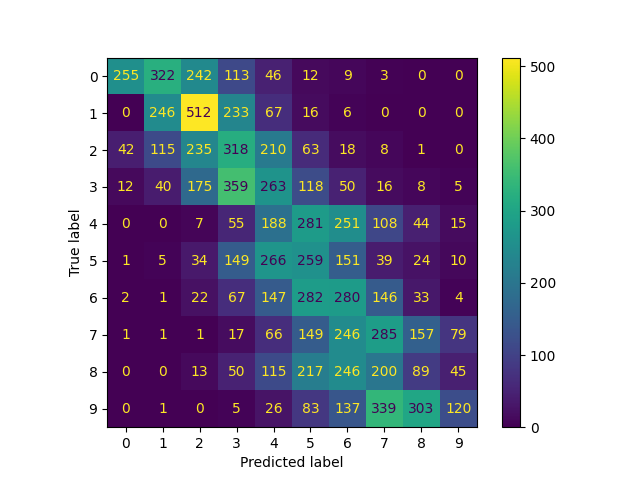 0 255 322 242 113 46 12 9 3 0 0
1 0 246 512 233 67 16 6 0 0 0
2 42 115 235 318 210 63 18 8 1 0
3 12 40 175 359 263 118 50 16 8 5
4 0 0 7 55 188 281 251 108 44 15
5 1 5 34 149 266 259 151 39 24 10
6 2 1 22 67 147 282 280 146 33 4
7 1 1 1 17 66 149 246 285 157 79
8 0 0 13 50 115 217 246 200 89 45
9 0 1 0 5 26 83 137 339 303 120
0 1 2 3 4 5 6 7 8 9
Predicted label
True label
500
400
300
200
100
0